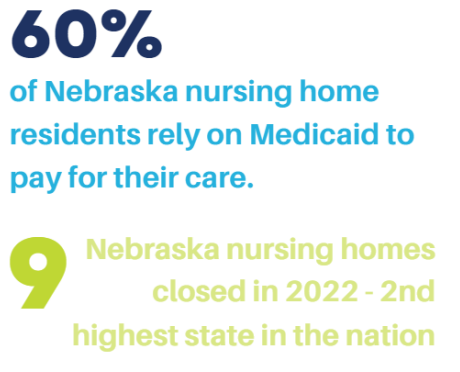 60%
of Nebraska nursing home
residents rely on Medicaid to
pay for their care.
9 Nebraska nursing homes
closed in 2022 - 2nd
highest state in the nation